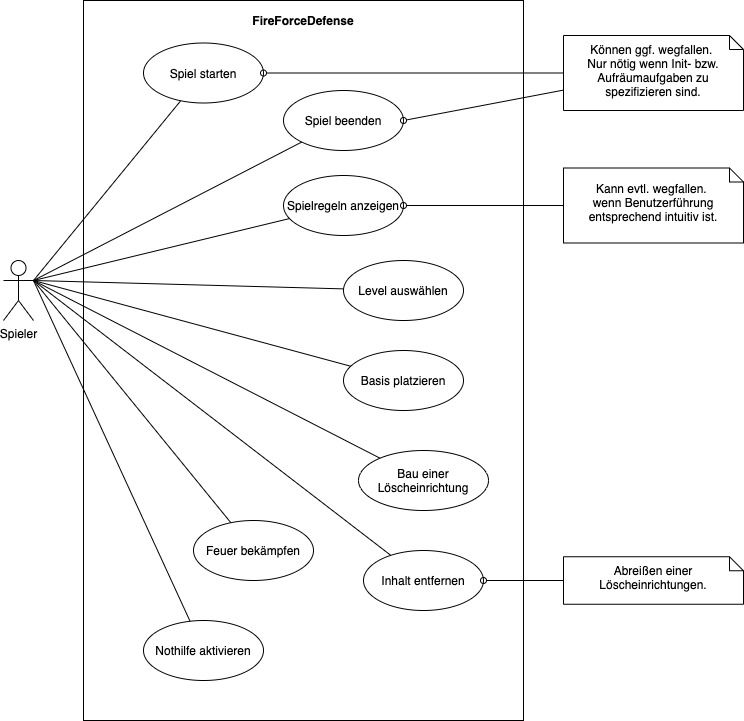 FireForceDefense
Spiel starten
Können ggf. wegfallen.
Nur nötig wenn Init- bzw.
Aufräumaufgaben zu
spezifizieren sind.
Spiel beenden
Spielregeln anzeigen
Kann evtl. wegfallen.
wenn Benutzerführung
entsprechend intuitiv ist.
Level auswählen
Spieler
Basis platzieren
Bau einer
Löscheinrichtung
Feuer bekämpfen
Inhalt entfernen
Abreißen einer
Löscheinrichtungen.
Nothilfe aktivieren